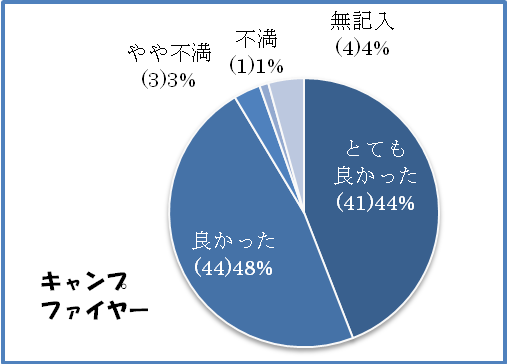 無記入
(4)4%
不満
(1)1%
やや不満
(3)3%
とても
良かった
(41)44%
良かった
(44)48%
キャンプ
ファイヤー